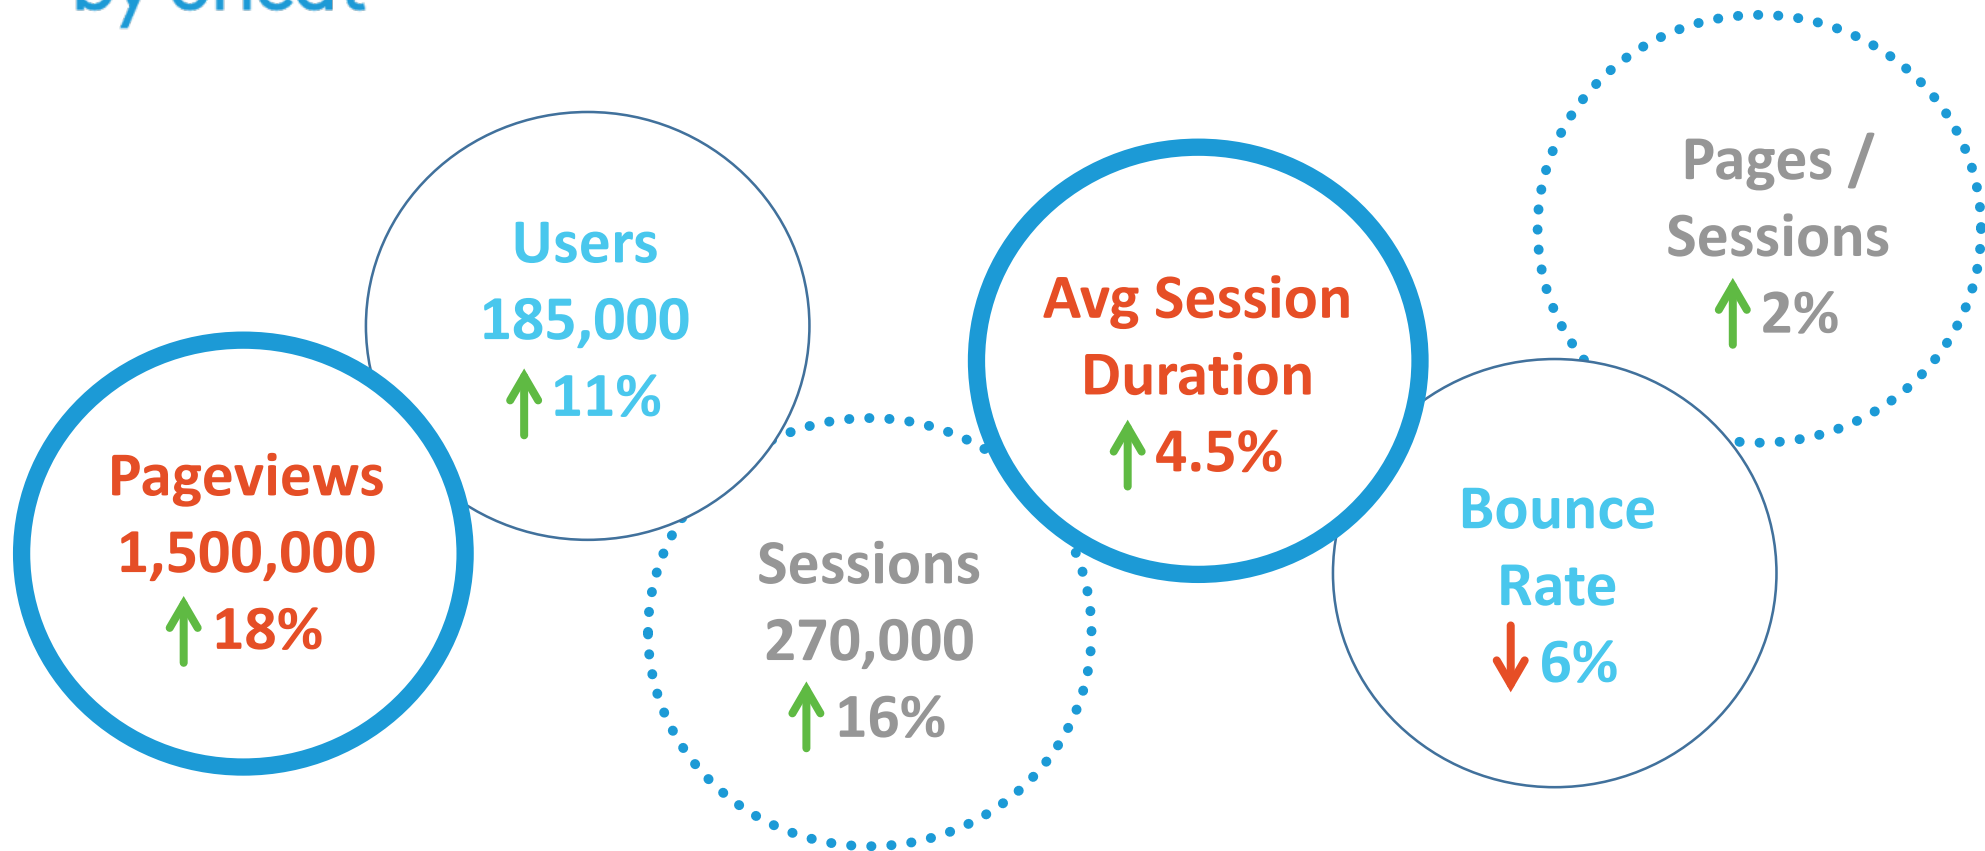 by
Pageviews
1,500,000
18%
Users
185,000
11%
Sessions
270,000
16%
Avg Session
Duration
4.5%
Bounce
Rate
6%
Pages /
Sessions
2%